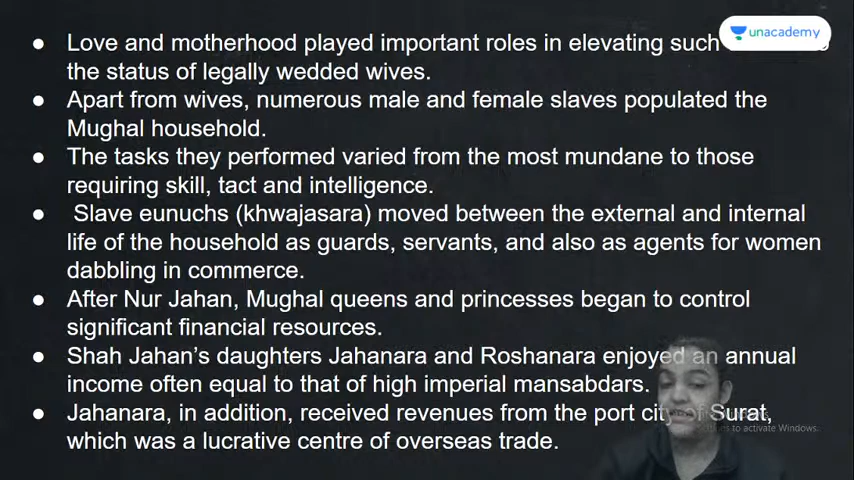 ● Love and motherhood played important roles in elevating such
the status of legally wedded wives.
● Apart from wives, numerous male and female slaves populated the
Mughal household.
● The tasks they performed varied from the most mundane to those
requiring skill, tact and intelligence.
● Slave eunuchs (khwajasara) moved between the external and internal
life of the household as guards, servants, and also as agents for women
dabbling in commerce.
● After Nur Jahan, Mughal queens and princesses began to control
significant financial resources.
● Shah Jahan's daughters Jahanara and Roshanara enjoyed an annual
income often equal to that of high imperial mansabdars.
● Jahanara, in addition, received revenues from the port city of Surat,
which was a lucrative centre of overseas trade.
unacademy
to activate Windows.